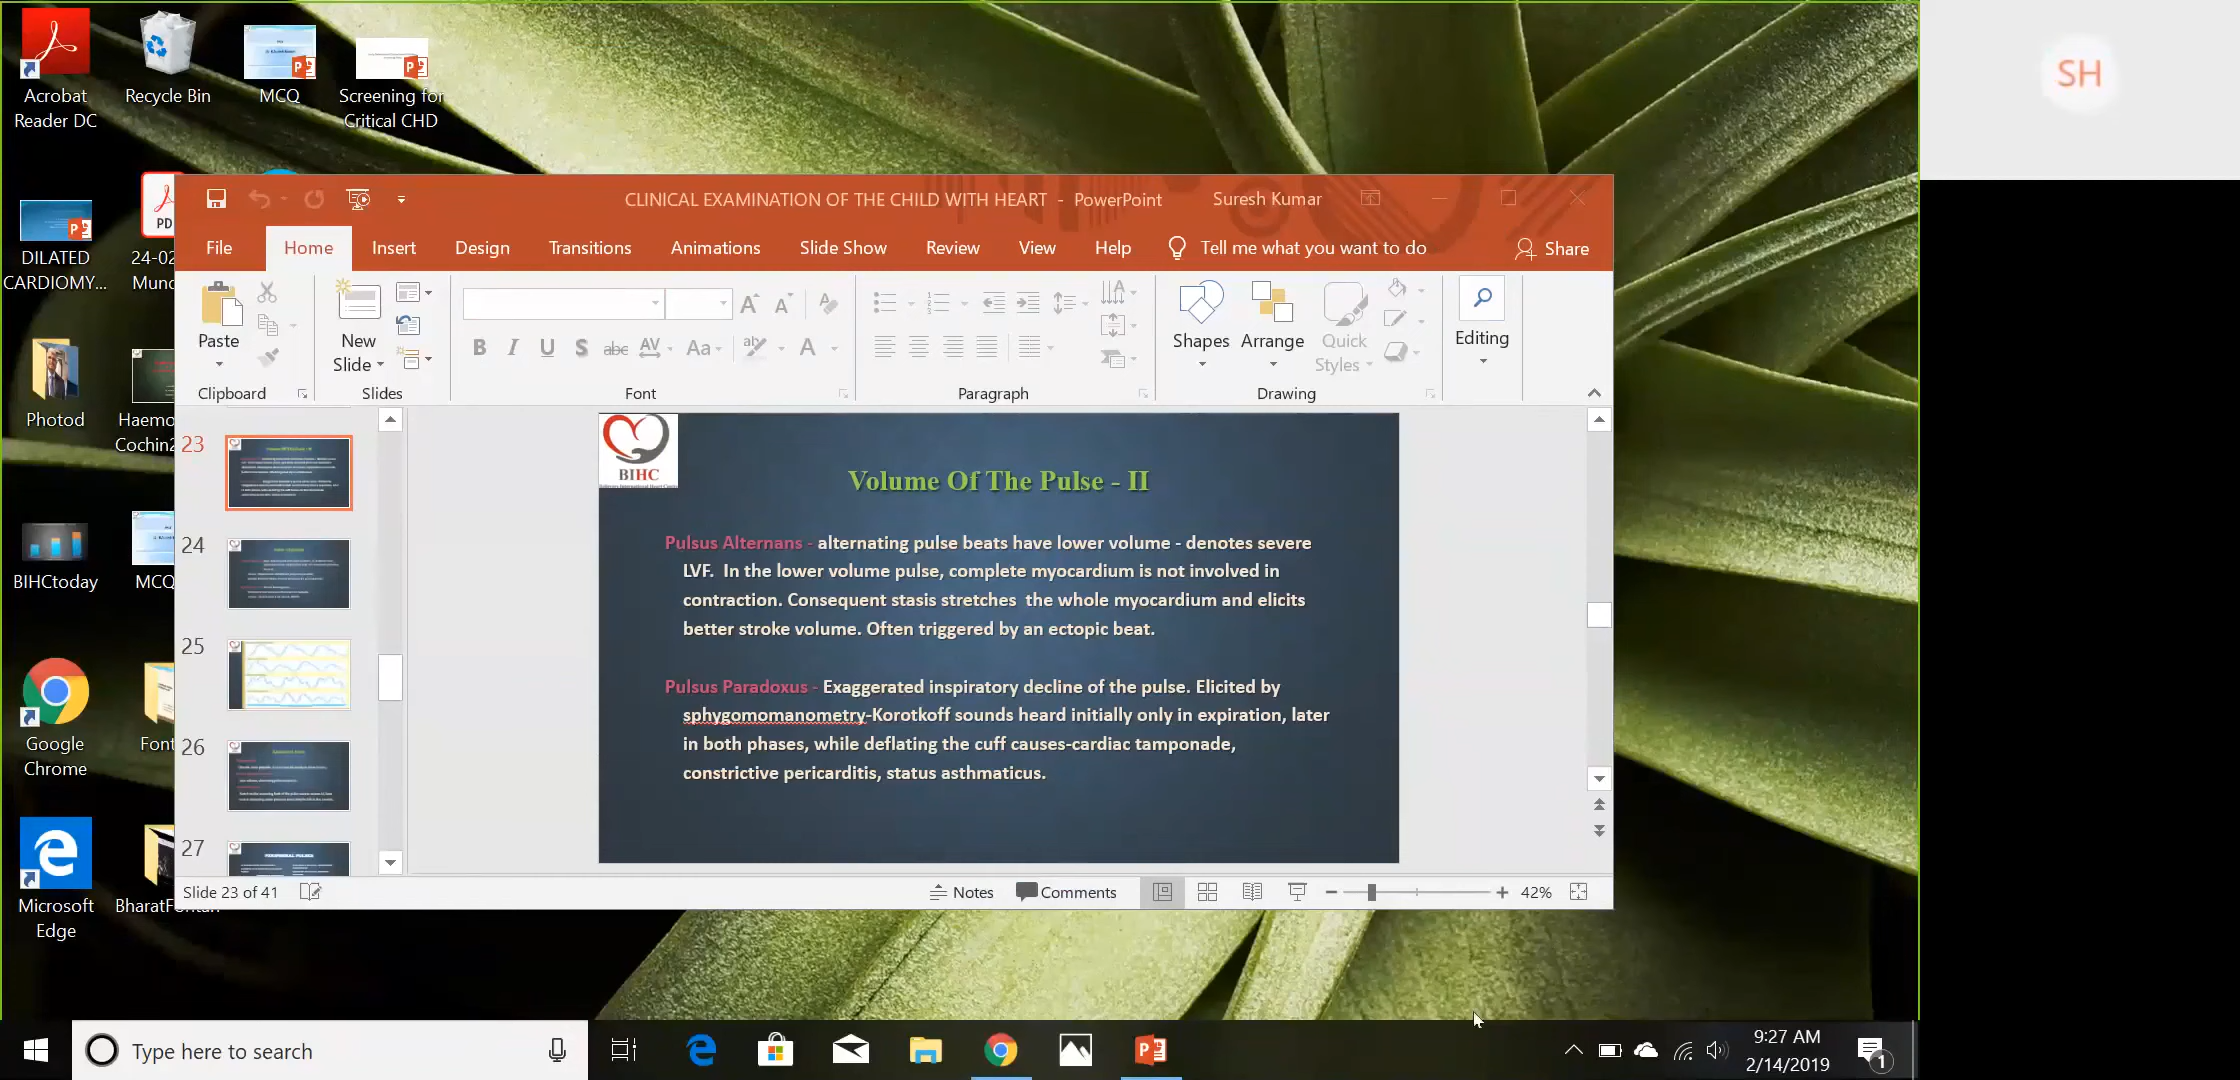 SH
Acrobat
Reader DC
Recycle Bin
MCQ
Screening for
Critical CHD
DILATED
CARDIOMY...
24-02
Photod
Haemo
Cochin2
BIHCtoday
MCQ
Google
Chrome
Font
Microsoft
Edge
CLINICAL EXAMINATION OF THE CHILD WITH HEART - PowerPoint
Suresh Kumar
File Home Insert Design Transitions Animations Slide Show Review View Help Tell me what you want to do Share
Paste
New
Slide
Shapes Arrange Quick
Styles
Editing
Clipboard Slides Font Paragraph Drawing
23
24
25
26
27
PERIPHERAL PULSES
BIHC
Volume Of The Pulse - II
Pulsus Alternans - alternating pulse beats have lower volume - denotes severe
LVF. In the lower volume pulse, complete myocardium is not involved in
contraction. Consequent stasis stretches the whole myocardium and elicits
better stroke volume. Often triggered by an ectopic beat.
Pulsus Paradoxus - Exaggerated inspiratory decline of the pulse. Elicited by
sphygomomanometry-Korotkoff sounds heard initially only in expiration, later
in both phases, while deflating the cuff causes-cardiac tamponade,
constrictive pericarditis, status asthmaticus.
Slide 23 of 41
Notes
Comments
42%
Type here to search
9:27 AM
2/14/2019
1